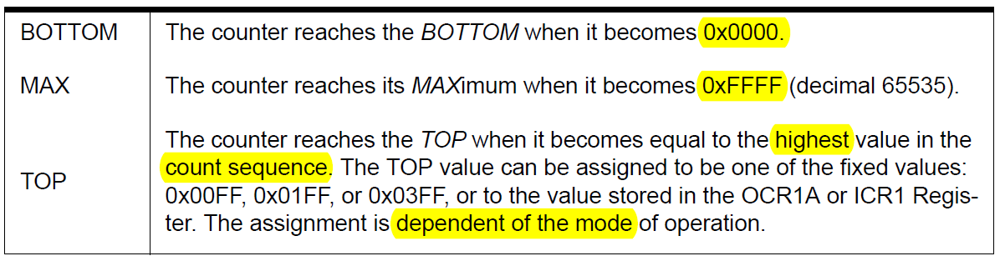 BOTTOM The counter reaches the BOTTOM when it becomes 0x0000.
MAX The counter reaches its MAXimum when it becomes 0xFFFF (decimal 65535).
The counter reaches the TOP when it becomes equal to the highest value in the
count sequence. The TOP value can be assigned to be one of the fixed values:
TOP
0x00FF, 0x01FF, or 0x03FF, or to the value stored in the OCR1A or ICR1 Regis-
ter. The assignment is dependent of the mode of operation.